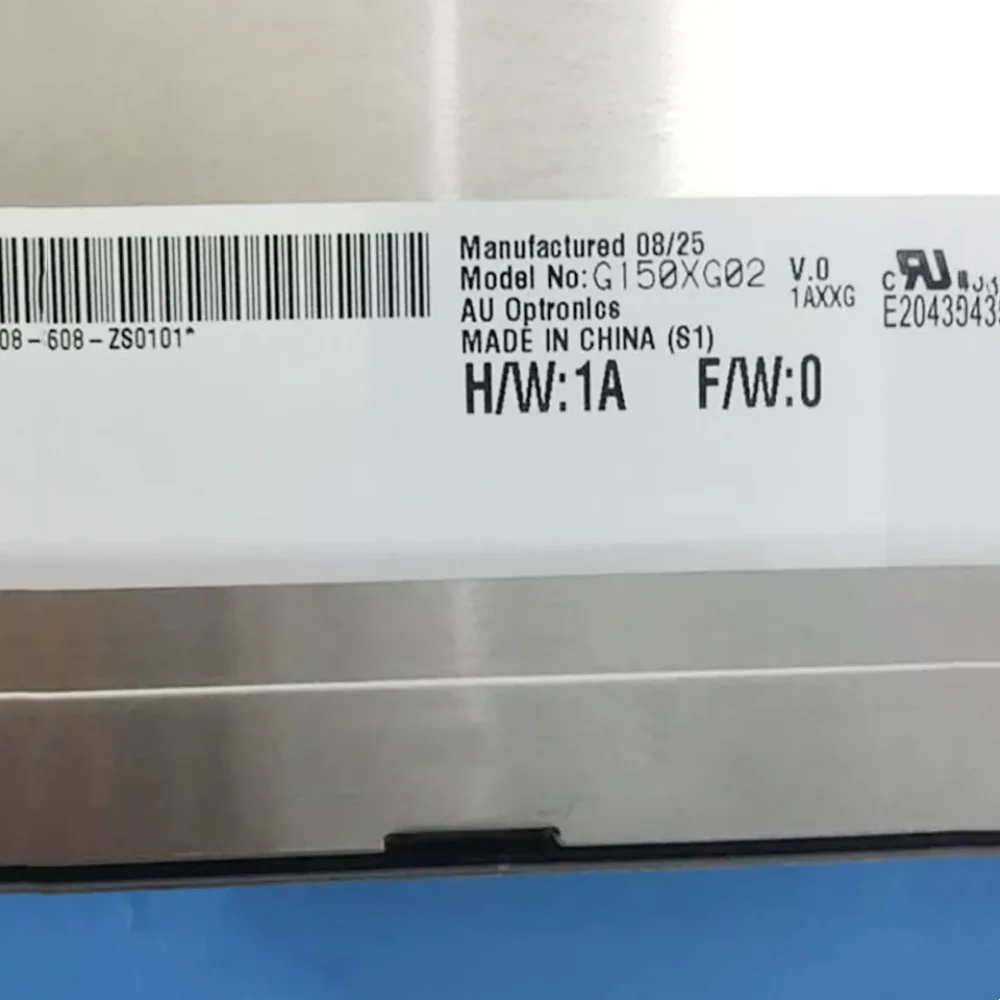 Manufactured 08/25
Model No: G150XG02 V.0
1AXXG
AU Optronics
MADE IN CHINA (S1)
H/W:1A F/W:0
08-608-ZS0101*